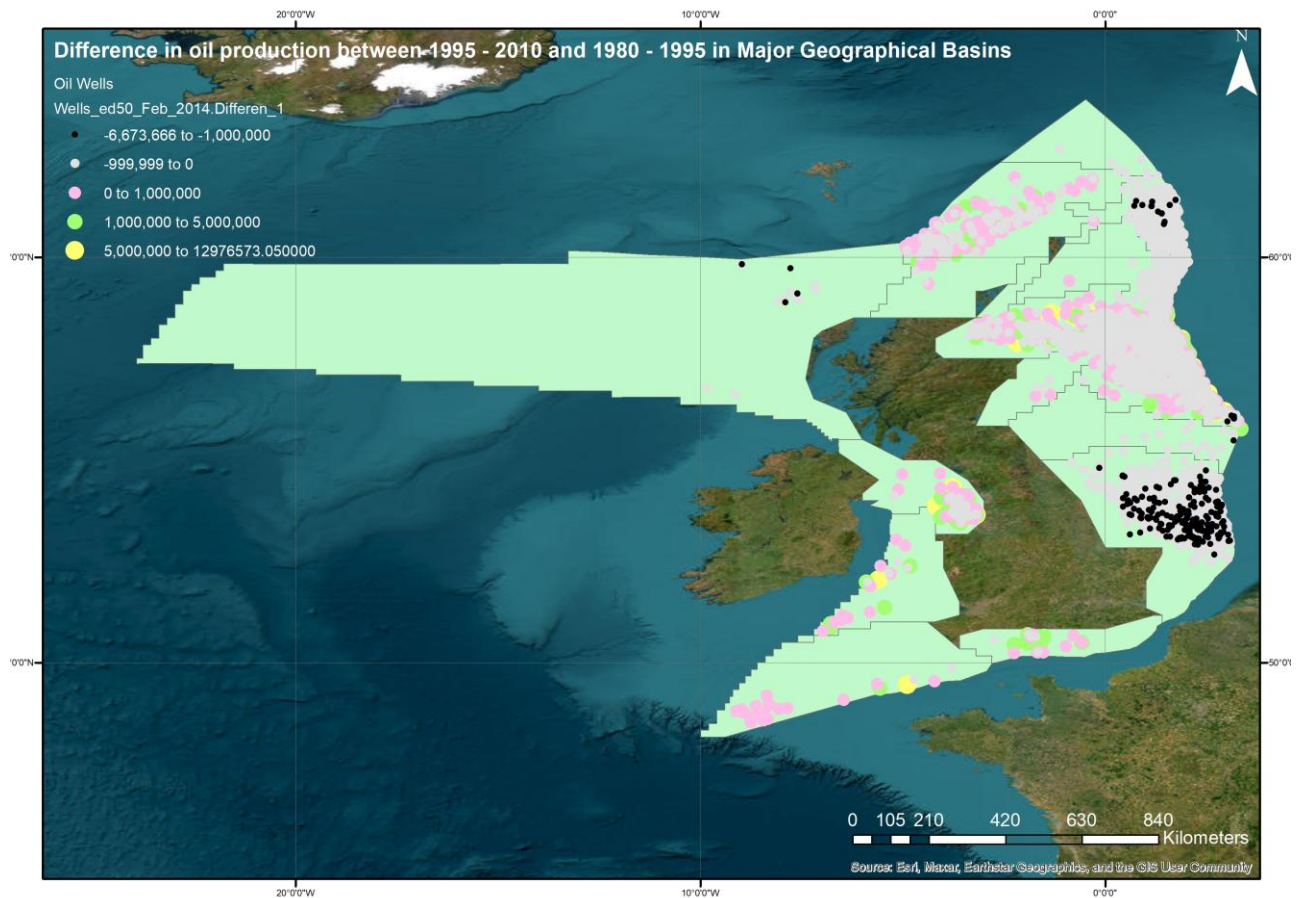 20°0'0"W 10°0'0"W 0°0'0"
Difference in oil production between 1995 - 2010 and 1980 - 1995 in Major Geographical Basins
N
Oil Wells
Wells_ed50_Feb_2014.Differen_1
-6,673,666 to -1,000,000
-999,999 to 0
0 to 1,000,000
1,000,000 to 5,000,000
5,000,000 to 12976573.050000
'0'0"N 60°0'0"
'0'0"N 50°0'0"
0 105 210 420 630 840
Kilometers
Source: Esri, Maxar, Earthstar Geographics, and the GIS User Community
20°0'0"W 10°0'0"W 0°0'0"